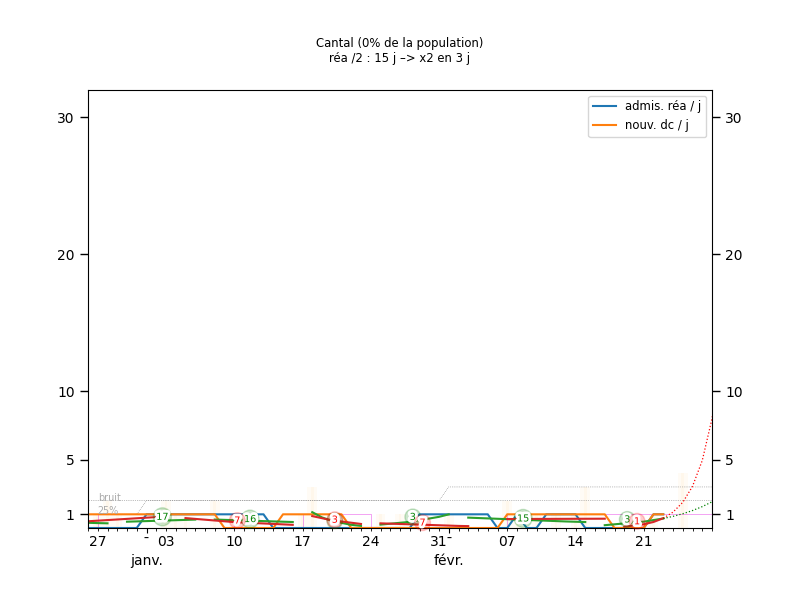 Cantal (0% de la population)
réa /2 : 15 j –> x2 en 3 j
admis. réa / j
nouv. dc / j
30 30
20 20
10 10
5 5
bruit
25%
1 1
17 7 16 3 3 7 15 3 1
27 03 10 17 24 31 07 14 21
janv. févr.